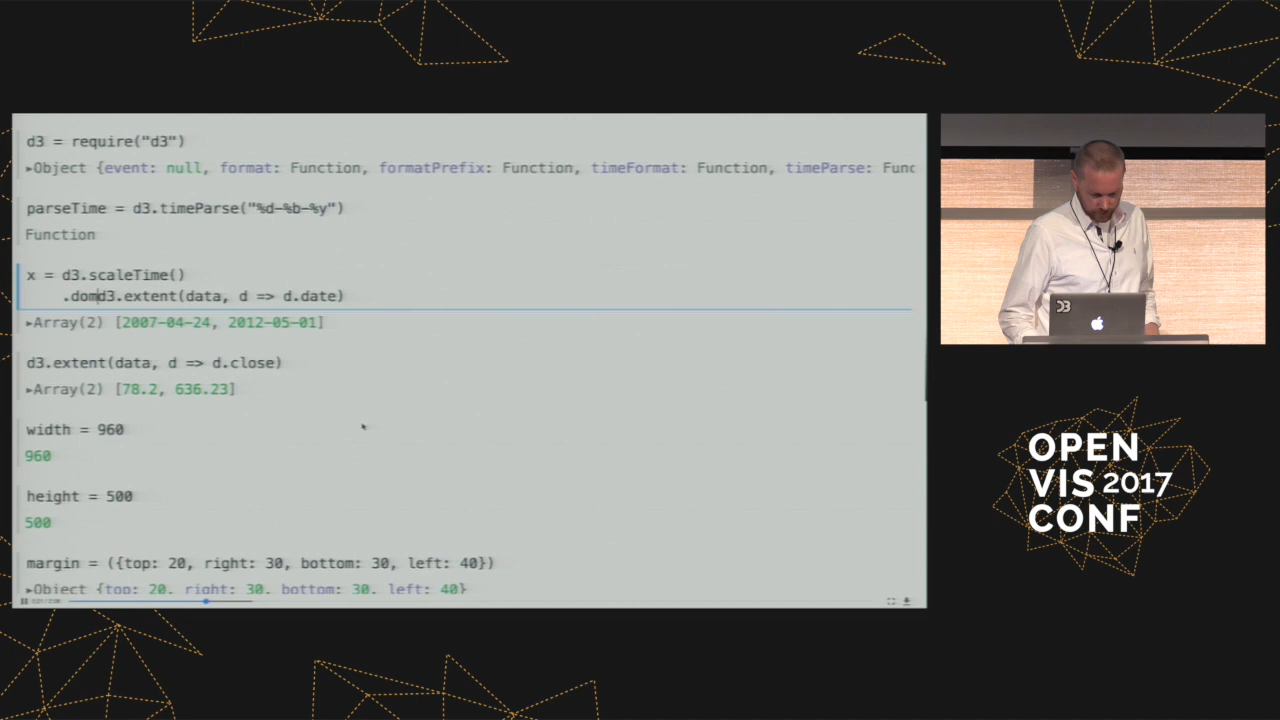 d3 = require("d3")
▸Object {event: null, format: Function, formatPrefix: Function, timeFormat: Function, timeParse: Func
parseTime = d3.timeParse("%d-%b-%y")
Function
x = d3.scaleTime()
.domd3.extent(data, d => d.date)
▸Array(2) [2007-04-24, 2012-05-01]
d3.extent(data, d => d.close)
▸Array(2) [78.2, 636.23]
width = 960
960
height = 500
500
margin = ({top: 20, right: 30, bottom: 30, left: 40})
▸Object {top: 20, right: 30, bottom: 30, left: 40}
D3
OPEN
VIS 2017
CONF